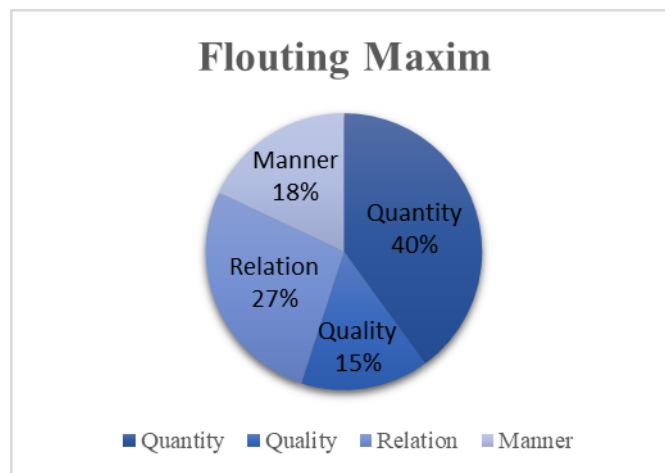 Flouting Maxim
Manner
18%
Quantity
40%
Relation
27%
Quality
15%
Quantity Quality Relation Manner